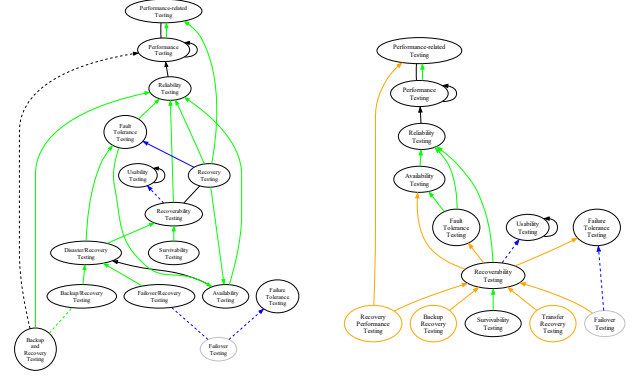 Performance-related
Testing
Performance
Testing
Reliability
Testing
Fault
Tolerance
Testing
Usability
Testing
Recovery
Testing
Recoverability
Testing
Disaster/Recovery
Testing
Survivability
Testing
Backup/Recovery
Testing
Failover/Recovery
Testing
Availability
Testing
Failure
Tolerance
Testing
Backup
and
Recovery
Testing
Failover
Testing
Performance-related
Testing
Performance
Testing
Reliability
Testing
Availability
Testing
Fault
Tolerance
Testing
Usability
Testing
Failure
Tolerance
Testing
Recoverability
Testing
Recovery
Performance
Testing
Backup
Recovery
Testing
Survivability
Testing
Transfer
Recovery
Testing
Failover
Testing